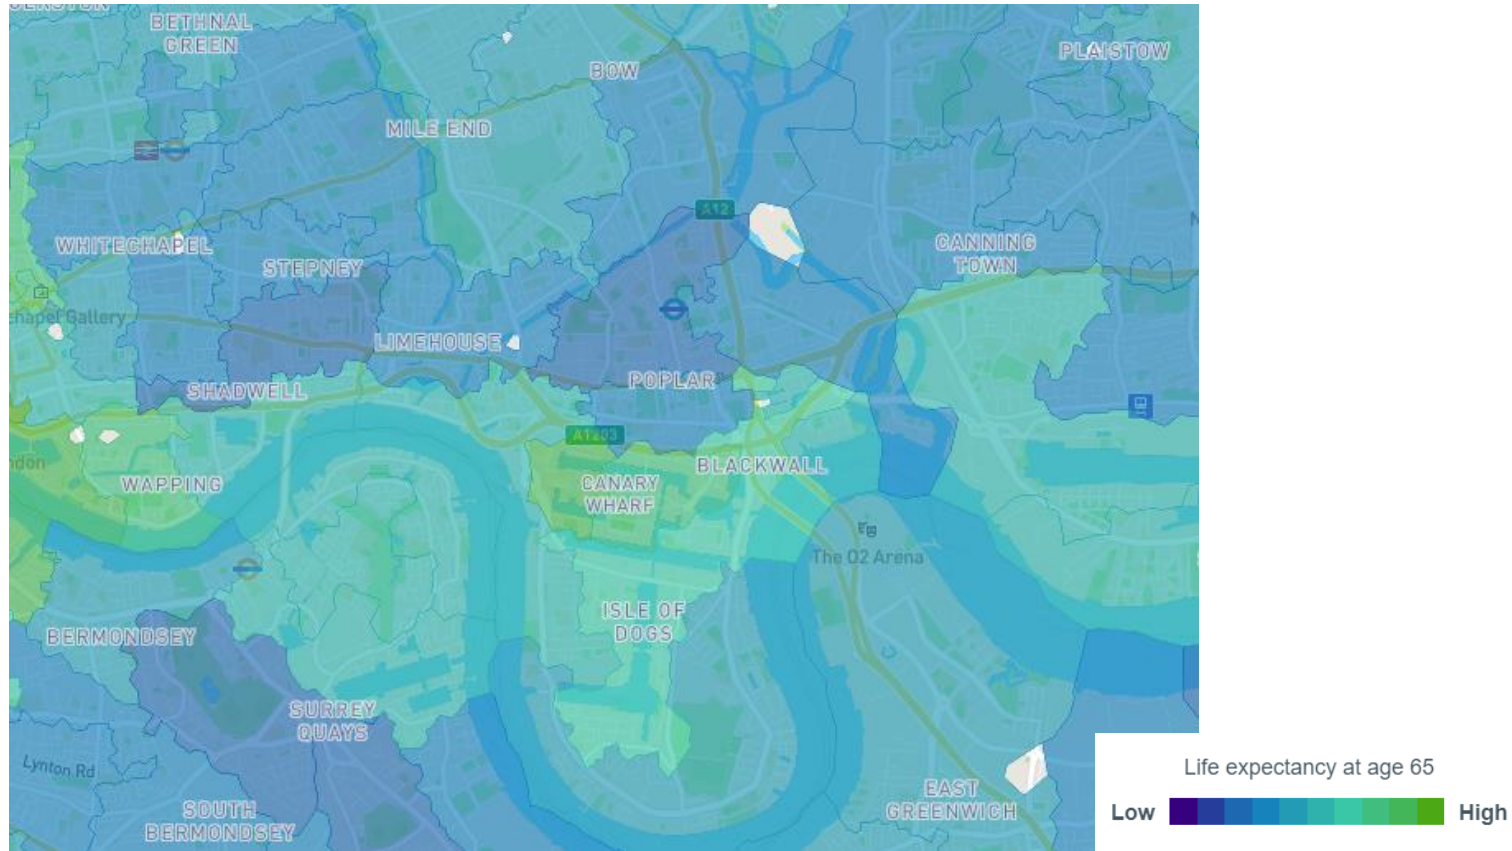 BETHNAL
GREEN
BOW
PLAISTOW
MILE END
A12
WHITECHAPEL
STEPNEY
CANNING
TOWN
chapel Gallery
LIMEHOUSE
POPLAR
SHADWELL
A1203
BLACKWALL
ndon
WAPPING
CANARY
WHARF
The O2 Arena
ISLE OF
DOGS
BERMONDSEY
SURREY
QUAYS
Lynton Rd
SOUTH
BERMONDSEY
EAST
GREENWICH
Life expectancy at age 65
Low
High